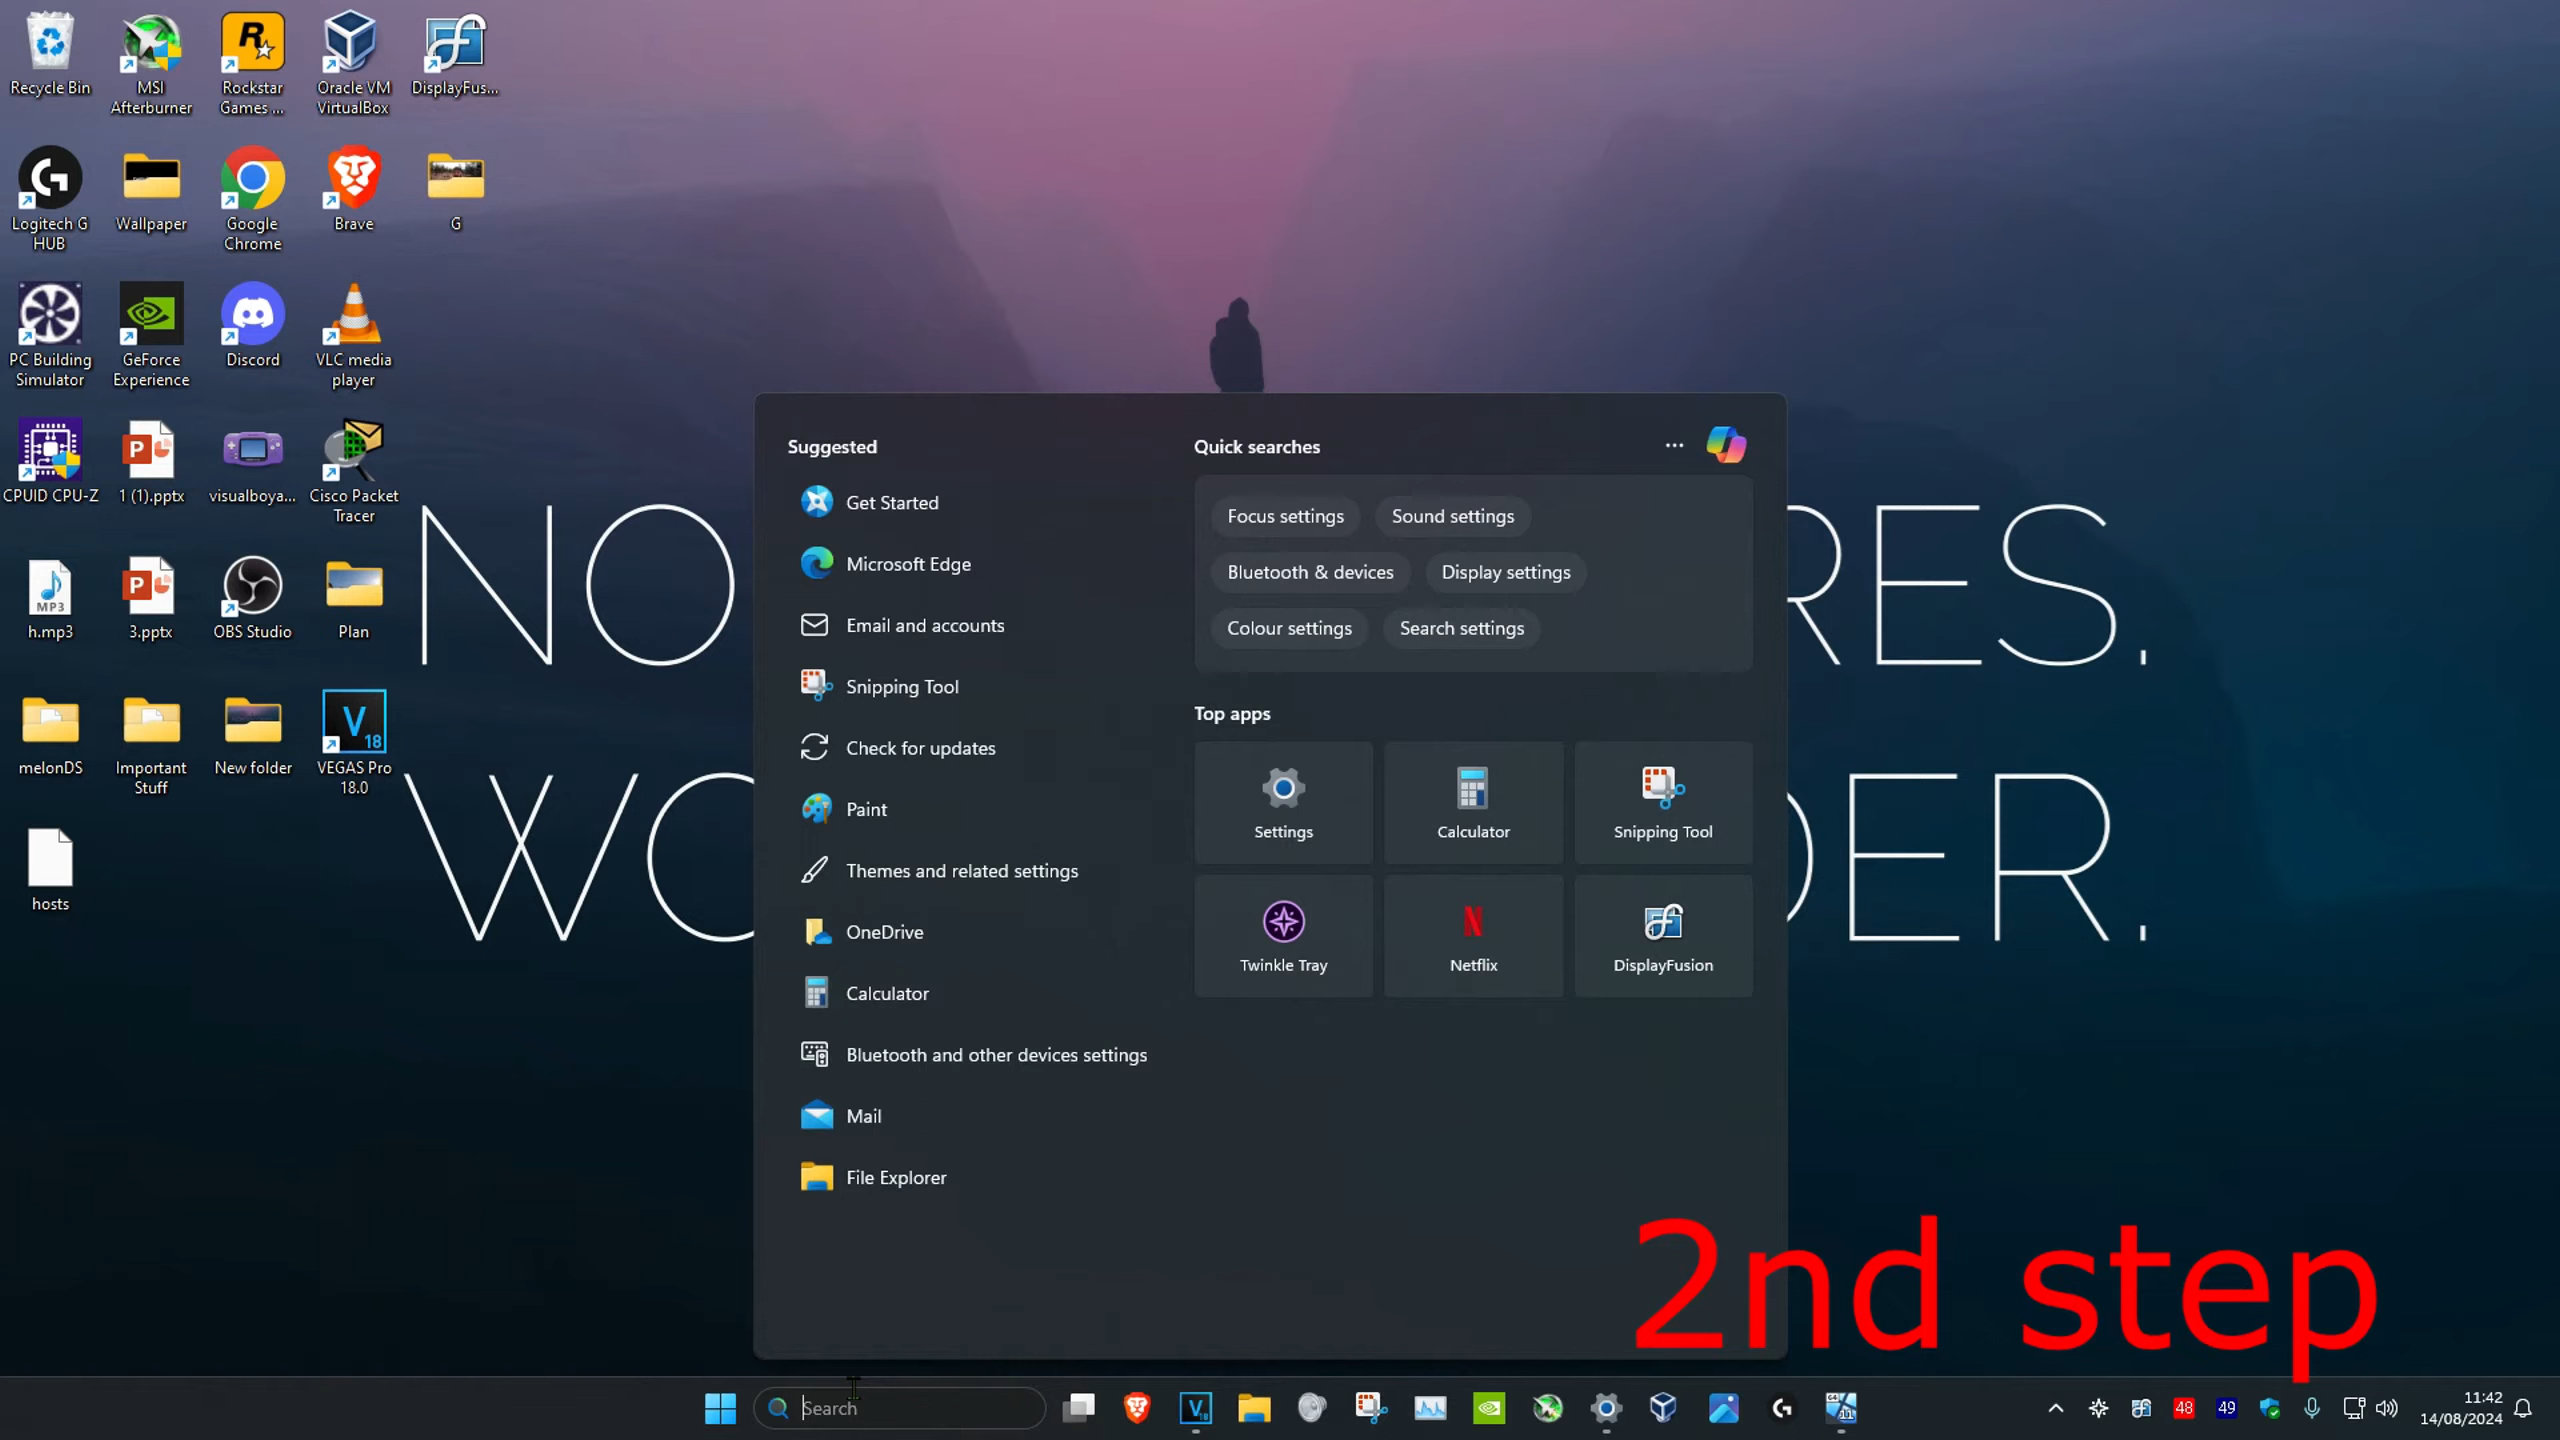 Recycle Bin
MSI
Afterburner
Rockstar
Games ...
Oracle VM
VirtualBox
DisplayFus...
Logitech G
HUB
Wallpaper
Google
Chrome
Brave
G
PC Building
Simulator
GeForce
Experience
Discord
VLC media
player
CPUID CPU-Z
1 (1).pptx
visualboya...
Cisco Packet
Tracer
MP3
h.mp3
3.pptx
OBS Studio
Plan
melonDS
Important
Stuff
New folder
V
18
VEGAS Pro
18.0
hosts
NO
RES.
WO
DER.
Suggested
Get Started
Microsoft Edge
Email and accounts
Snipping Tool
Check for updates
Paint
Themes and related settings
OneDrive
Calculator
Bluetooth and other devices settings
Mail
File Explorer
Quick searches
Focus settings
Sound settings
Bluetooth & devices
Display settings
Colour settings
Search settings
Top apps
Settings
Calculator
Snipping Tool
Twinkle Tray
Netflix
DisplayFusion
2nd step
Search
48
49
11:42
14/08/2024